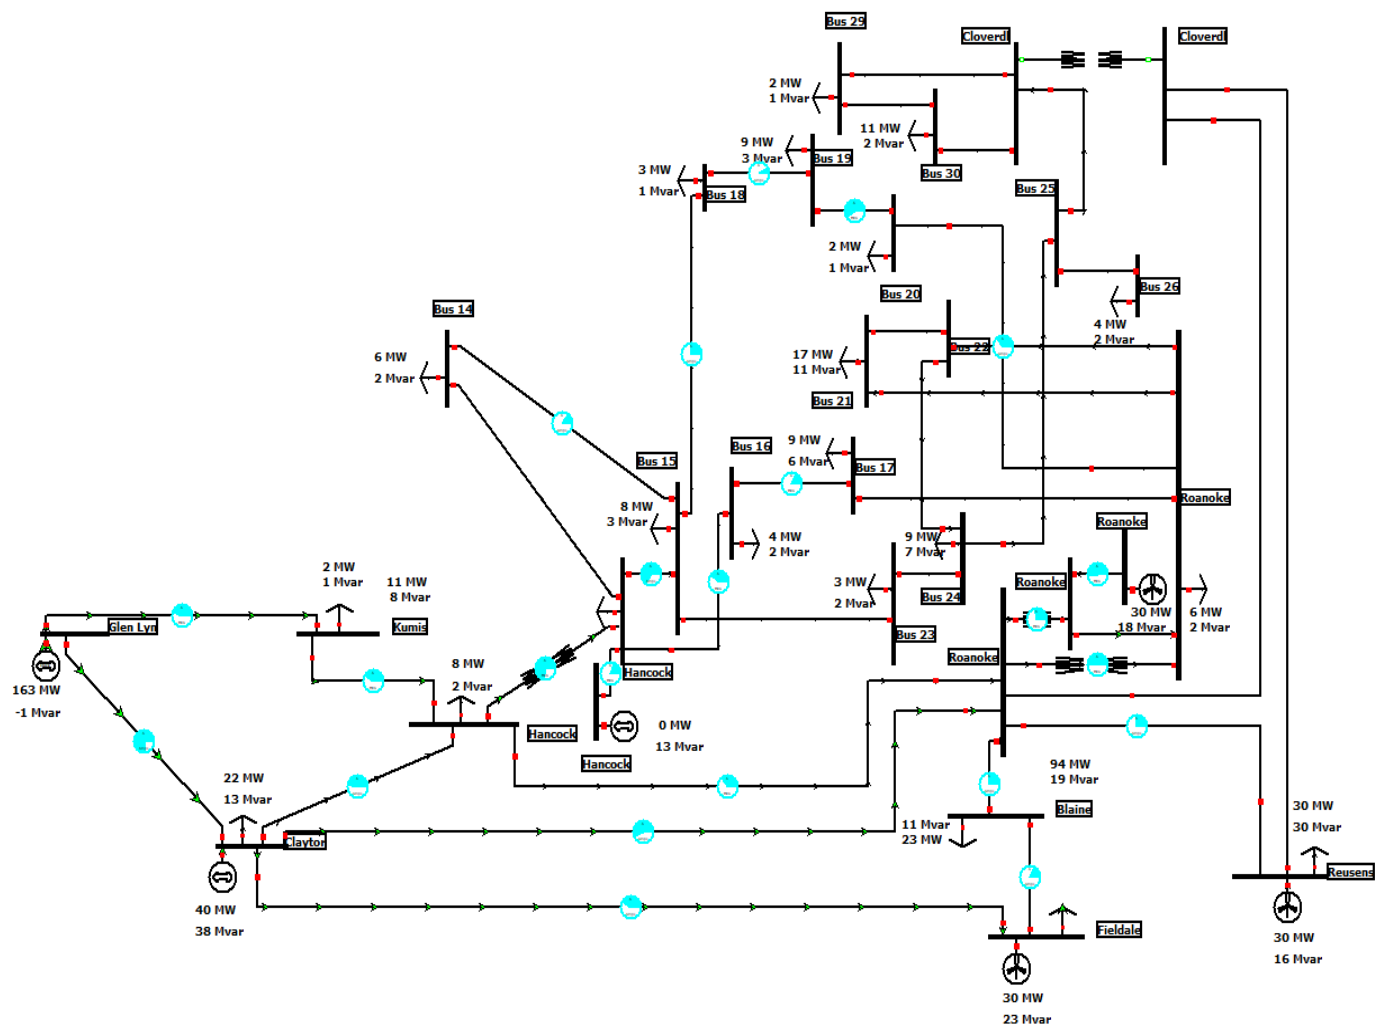 Bus 29
Cloverdl
Cloverdl
2 MW
1 Mvar
11 MW
2 Mvar
Bus 30
9 MW
3 Mvar
Bus 19
3 MW
1 Mvar
Bus 18
Bus 25
2 MW
1 Mvar
Bus 20
Bus 26
4 MW
2 Mvar
Bus 14
6 MW
2 Mvar
Bus 22
17 MW
11 Mvar
Bus 21
Bus 16
9 MW
6 Mvar
Bus 17
Bus 15
8 MW
3 Mvar
Roanoke
Roanoke
4 MW
2 Mvar
9 MW
7 Mvar
Bus 24
3 MW
2 Mvar
Bus 23
Roanoke
30 MW
18 Mvar
6 MW
2 Mvar
2 MW
1 Mvar
11 MW
8 Mvar
Glen Lyn
Kumis
163 MW
-1 Mvar
8 MW
2 Mvar
Hancock
Roanoke
Hancock
0 MW
13 Mvar
Hancock
22 MW
13 Mvar
Claytor
40 MW
38 Mvar
94 MW
19 Mvar
Blaine
11 Mvar
23 MW
30 MW
30 Mvar
Reusens
30 MW
16 Mvar
Fieldale
30 MW
23 Mvar